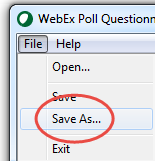 WebEx Poll Questionn
File Help
Open...
Save
Save As...
Exit